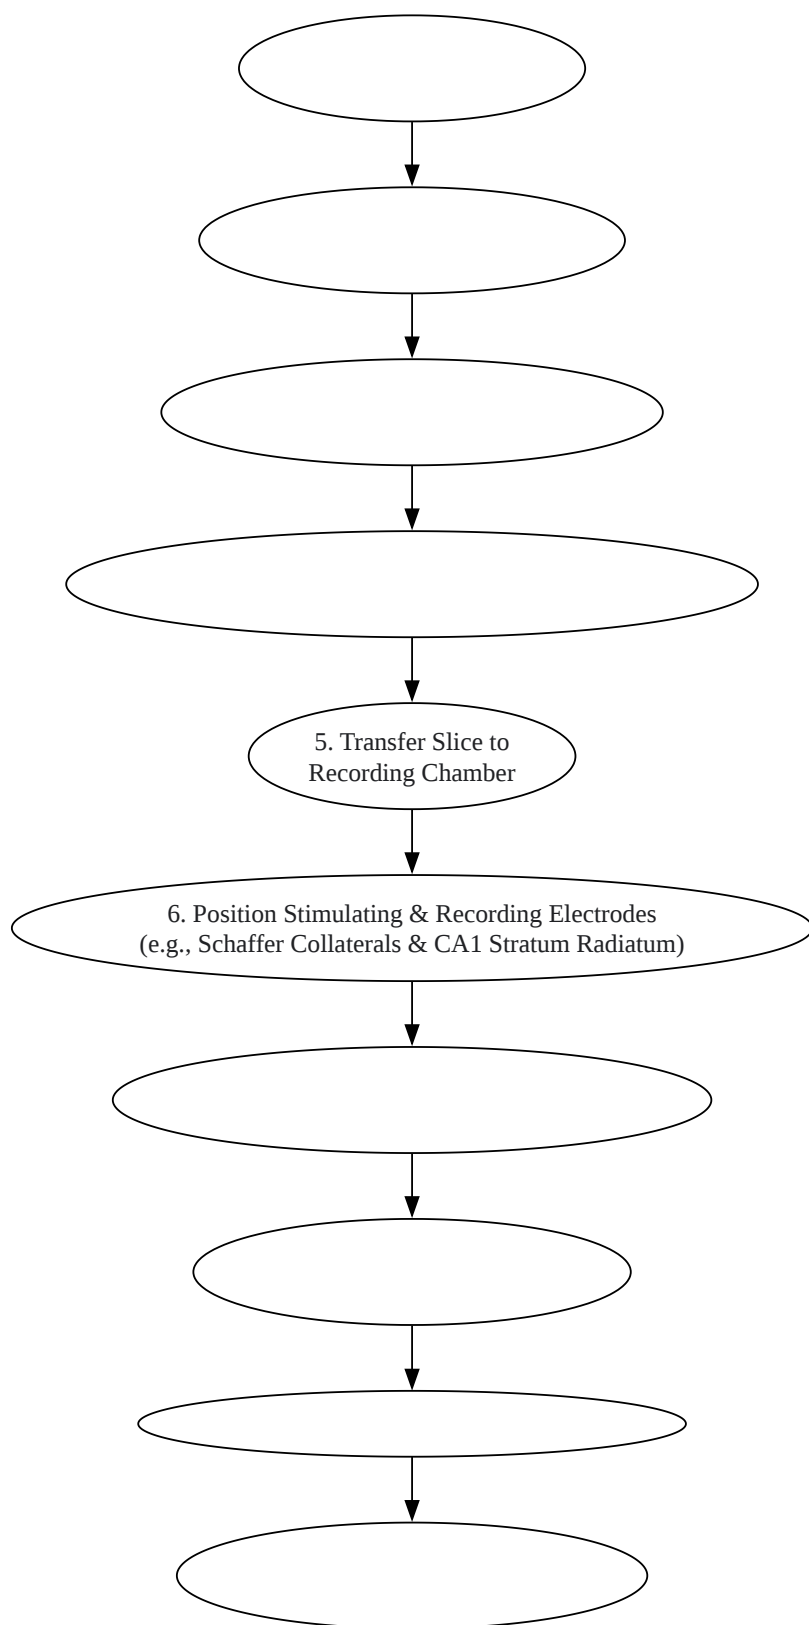 5. Transfer Slice to
Recording Chamber
6. Position Stimulating & Recording Electrodes
(e.g., Schaffer Collaterals & CA1 Stratum Radiatum)